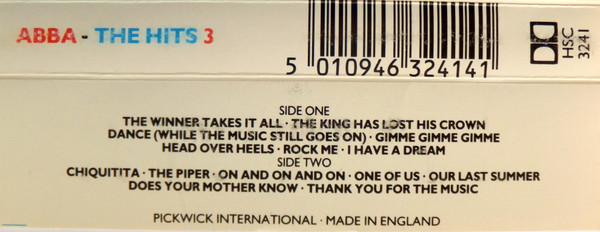 ABBA - THE HITS 3
5 010946 324141
HSC 3241
SIDE ONE
THE WINNER TAKES IT ALL · THE KING HAS LOST HIS CROWN
DANCE (WHILE THE MUSIC STILL GOES ON) · GIMME GIMME GIMME
HEAD OVER HEELS · ROCK ME · I HAVE A DREAM
SIDE TWO
CHIQUITITA · THE PIPER · ON AND ON AND ON · ONE OF US · OUR LAST SUMMER
DOES YOUR MOTHER KNOW · THANK YOU FOR THE MUSIC
PICKWICK INTERNATIONAL · MADE IN ENGLAND